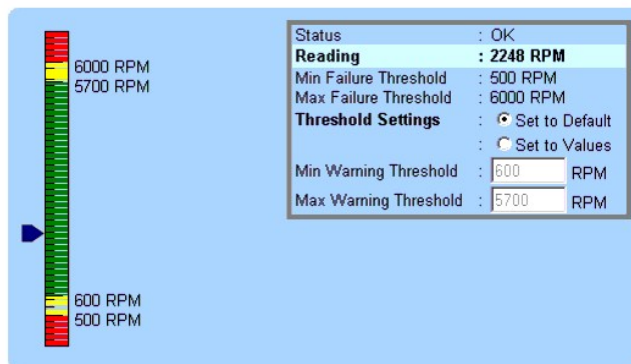 6000 RPM
5700 RPM
600 RPM
500 RPM
Status : OK
Reading : 2248 RPM
Min Failure Threshold : 500 RPM
Max Failure Threshold : 6000 RPM
Threshold Settings : Set to Default
: Set to Values
Min Warning Threshold : 600 RPM
Max Warning Threshold : 5700 RPM